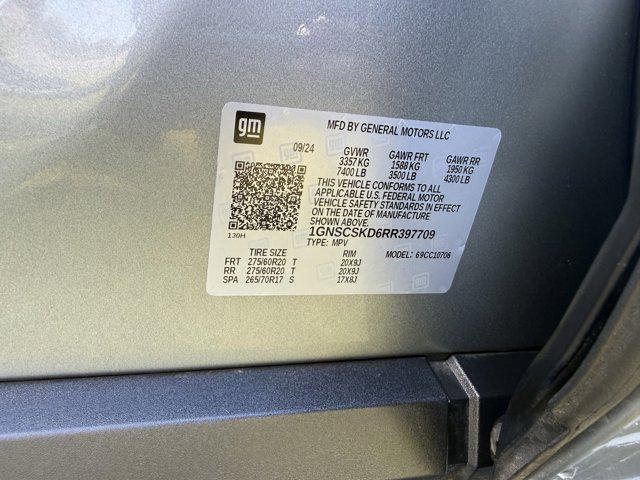 gm
MFD BY GENERAL MOTORS LLC
09/24 GVWR GAWR FRT GAWR RR
3357 KG 1588 KG 1950 KG
7400 LB 3500 LB 4300 LB
THIS VEHICLE CONFORMS TO ALL
APPLICABLE U.S. FEDERAL MOTOR
VEHICLE SAFETY STANDARDS IN EFFECT
ON THE DATE OF MANUFACTURE
SHOWN ABOVE.
130H
1GNSCSKD6RR397709
TYPE: MPV MODEL: 69CC10706
TIRE SIZE RIM
FRT 275/60R20 T 20X9J
RR 275/60R20 T 20X9J
SPA 265/70R17 S 17X8J